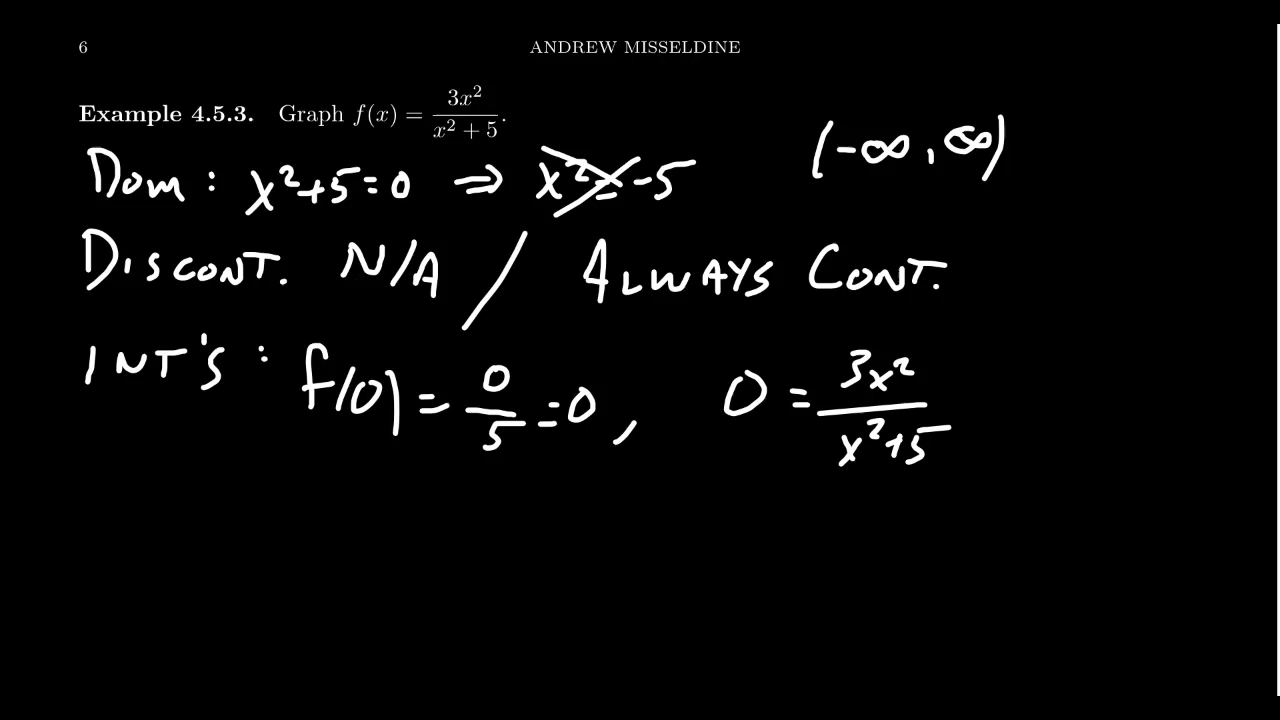 6 ANDREW MISSELDINE
Example 4.5.3. Graph f(x) = 3x²/(x² + 5).
Dom : x²+5=0 ⇒ x²=-5 (-∞, ∞)
DISCONT. N/A / ALWAYS CONT.
INT'S : f(0) = 0/5 = 0, 0 = 3x²/(x²+5)